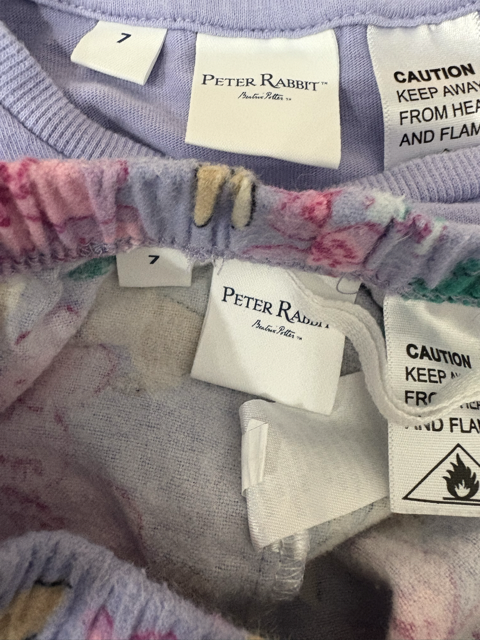 7
PETER RABBIT™
Beatrix Potter™
CAUTION
KEEP AWAY
FROM HEA
AND FLAM
7
PETER RABBIT
Beatrix Potter™
CAUTION
KEEP
AND FLA